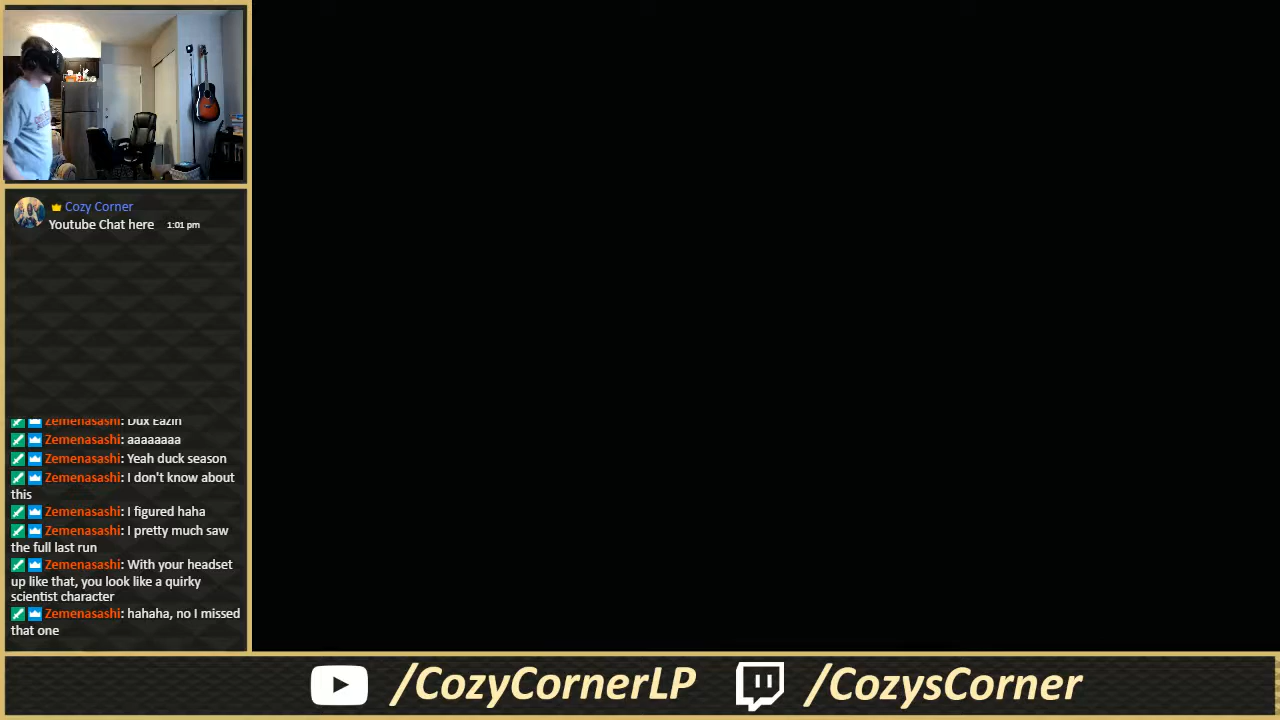 Cozy Corner
Youtube Chat here 1:01 pm
Zemenasashi: Dux Eazin
Zemenasashi: aaaaaaaa
Zemenasashi: Yeah duck season
Zemenasashi: I don't know about
this
Zemenasashi: I figured haha
Zemenasashi: I pretty much saw
the full last run
Zemenasashi: With your headset
up like that, you look like a quirky
scientist character
Zemenasashi: hahaha, no I missed
that one
/CozyCornerLP /CozysCorner